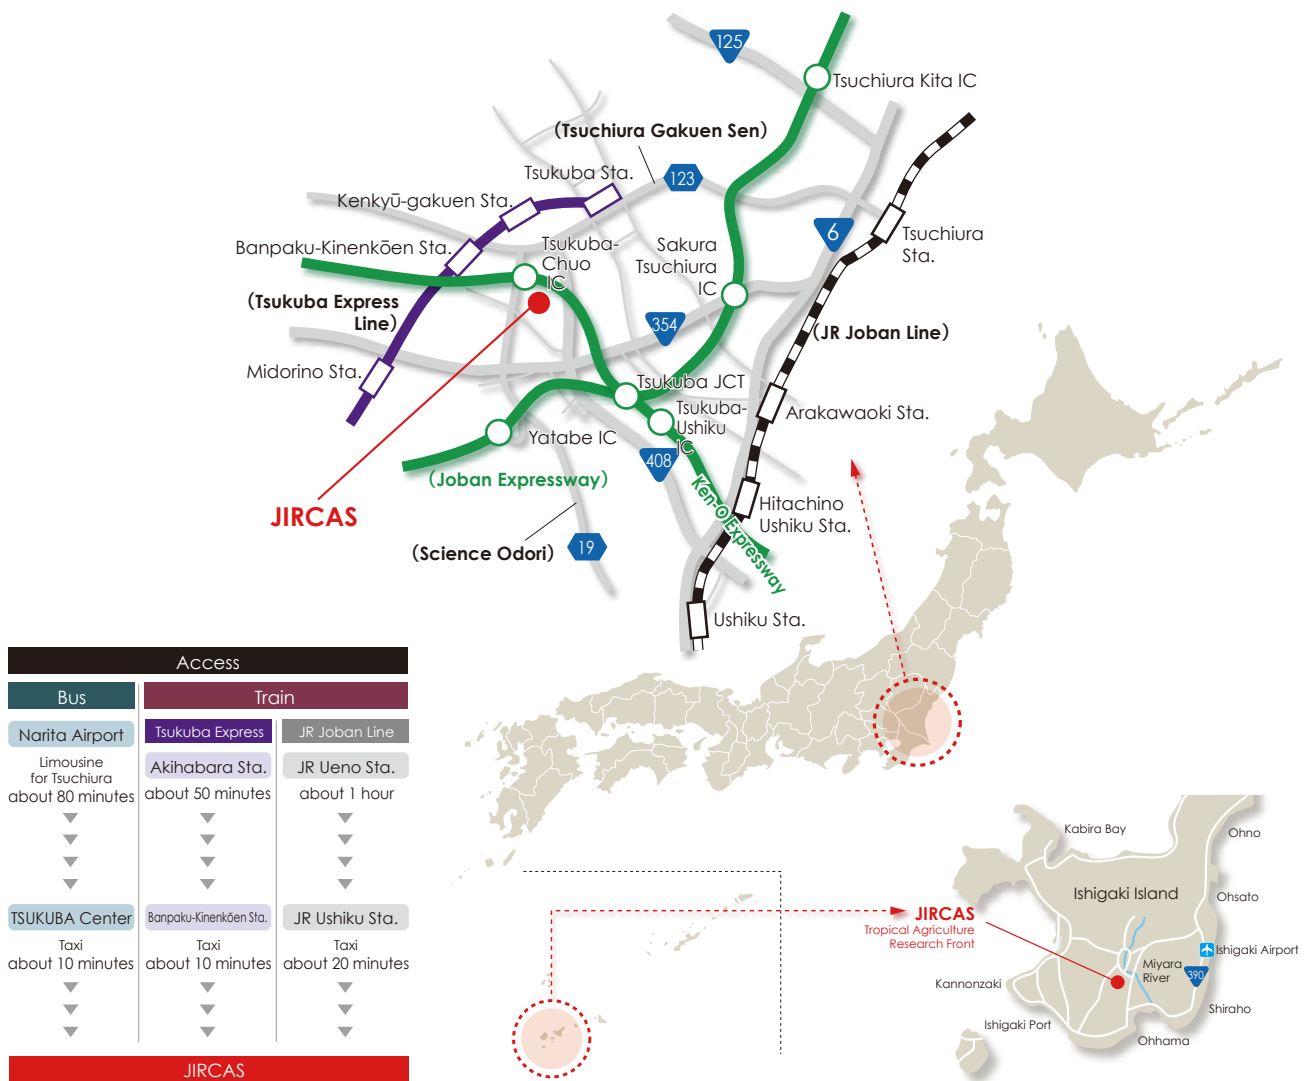 125
Tsuchiura Kita IC
(Tsuchiura Gakuen Sen)
Tsukuba Sta.
123
Kenkyū-gakuen Sta.
6
Tsuchiura
Sta.
Banpaku-Kinenkōen Sta.
Tsukuba-
Chuo
IC
Sakura
Tsuchiura
IC
(Tsukuba Express
Line)
354
(JR Joban Line)
Midorino Sta.
Tsukuba JCT
Tsukuba-
Ushiku
IC
Arakawaoki Sta.
Yatabe IC
408
(Joban Expressway)
Ken-O Expressway
Hitachino
Ushiku Sta.
JIRCAS
(Science Odori)
19
Ushiku Sta.
Access
Bus
Train
Narita Airport
Tsukuba Express
JR Joban Line
Limousine
for Tsuchiura
about 80 minutes
Akihabara Sta.
about 50 minutes
JR Ueno Sta.
about 1 hour
TSUKUBA Center
Banpaku-Kinenkōen Sta.
JR Ushiku Sta.
Taxi
about 10 minutes
Taxi
about 10 minutes
Taxi
about 20 minutes
JIRCAS
Kabira Bay
Ohno
Ishigaki Island
Ohsato
JIRCAS
Tropical Agriculture
Research Front
Ishigaki Airport
Miyara
River
390
Kannonzaki
Shiraho
Ishigaki Port
Ohhama